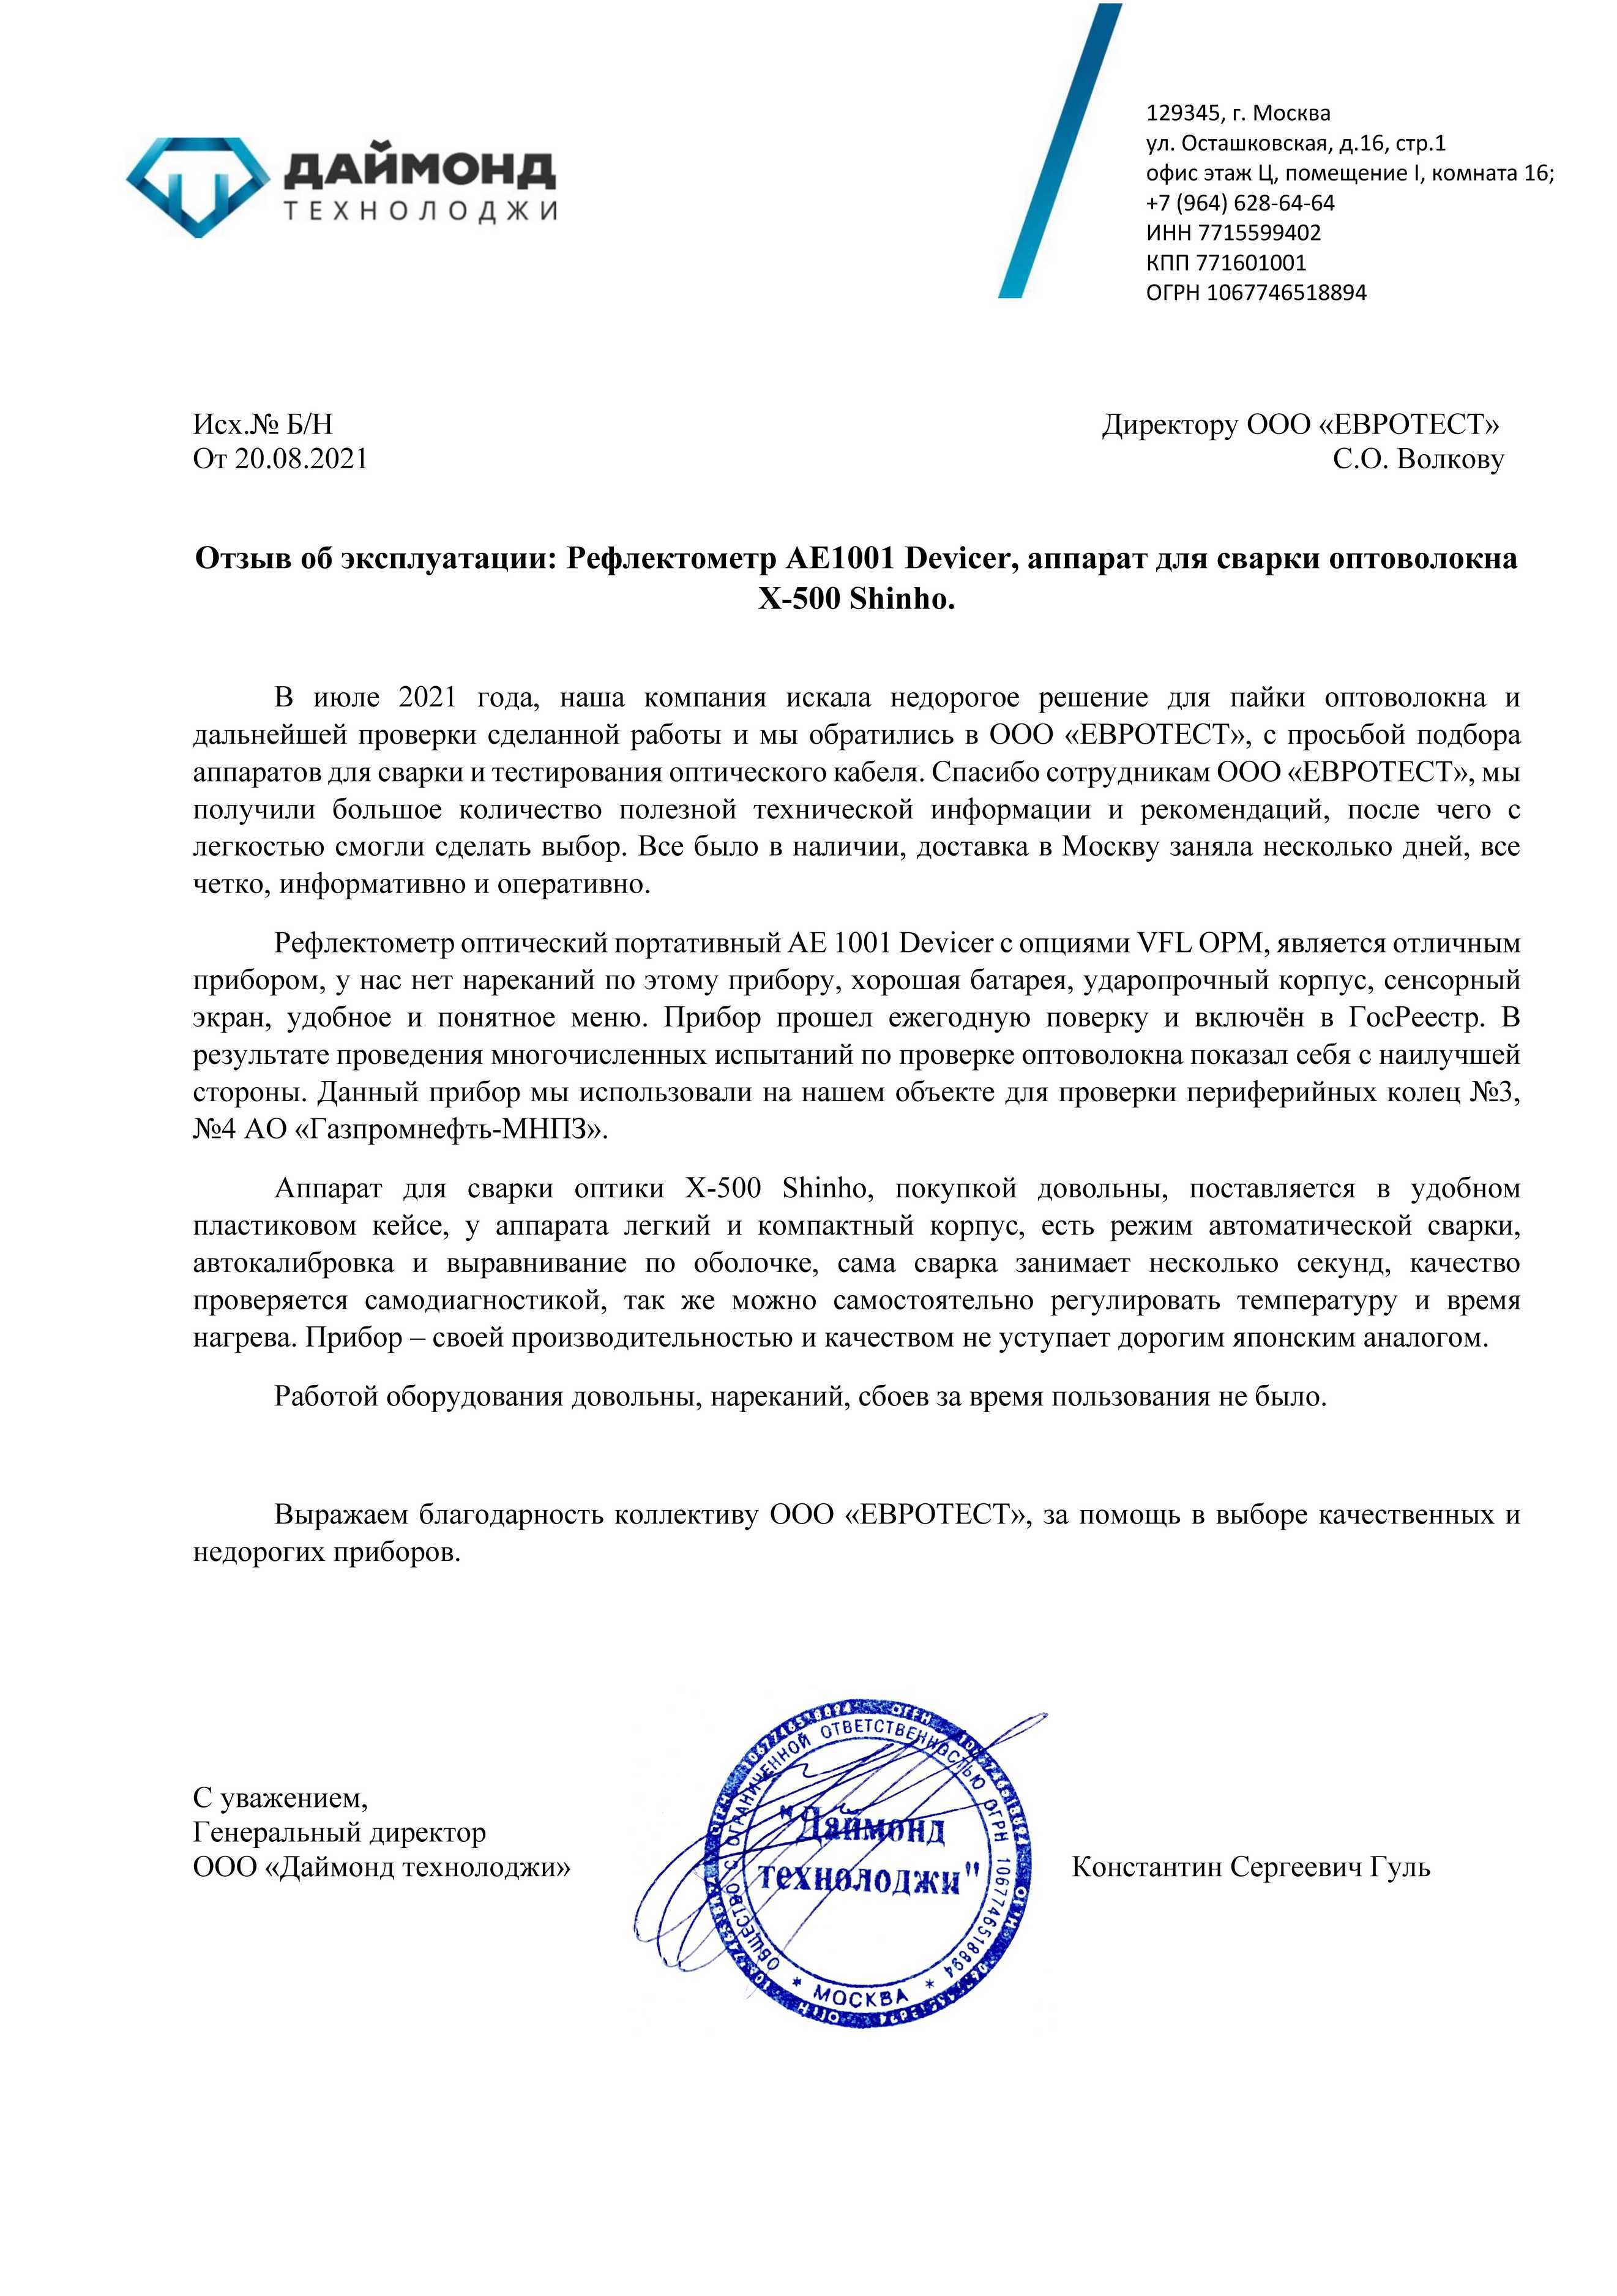 ДАЙМОНД
ТЕХНОЛОДЖИ
129345, г. Москва
ул. Осташковская, д.16, стр.1
офис этаж Ц, помещение I, комната 16;
+7 (964) 628-64-64
ИНН 7715599402
КПП 771601001
ОГРН 1067746518894
Исх.№ Б/Н
От 20.08.2021
Директору ООО «ЕВРОТЕСТ»
С.О. Волкову
Отзыв об эксплуатации: Рефлектометр AE1001 Devicer, аппарат для сварки оптоволокна
X-500 Shinho.
В июле 2021 года, наша компания искала недорогое решение для пайки оптоволокна и
дальнейшей проверки сделанной работы и мы обратились в ООО «ЕВРОТЕСТ», с просьбой подбора
аппаратов для сварки и тестирования оптического кабеля. Спасибо сотрудникам ООО «ЕВРОТЕСТ», мы
получили большое количество полезной технической информации и рекомендаций, после чего с
легкостью смогли сделать выбор. Все было в наличии, доставка в Москву заняла несколько дней, все
четко, информативно и оперативно.
Рефлектометр оптический портативный AE 1001 Devicer с опциями VFL OPM, является отличным
прибором, у нас нет нареканий по этому прибору, хорошая батарея, ударопрочный корпус, сенсорный
экран, удобное и понятное меню. Прибор прошел ежегодную поверку и включён в ГосРеестр. В
результате проведения многочисленных испытаний по проверке оптоволокна показал себя с наилучшей
стороны. Данный прибор мы использовали на нашем объекте для проверки периферийных колец №3,
№4 АО «Газпромнефть-МНПЗ».
Аппарат для сварки оптики X-500 Shinho, покупкой довольны, поставляется в удобном
пластиковом кейсе, у аппарата легкий и компактный корпус, есть режим автоматической сварки,
автокалибровка и выравнивание по оболочке, сама сварка занимает несколько секунд, качество
проверяется самодиагностикой, так же можно самостоятельно регулировать температуру и время
нагрева. Прибор – своей производительностью и качеством не уступает дорогим японским аналогом.
Работой оборудования довольны, нареканий, сбоев за время пользования не было.
Выражаем благодарность коллективу ООО «ЕВРОТЕСТ», за помощь в выборе качественных и
недорогих приборов.
С уважением,
Генеральный директор
ООО «Даймонд технолоджи»
ОБЩЕСТВО С ОГРАНИЧЕННОЙ ОТВЕТСТВЕННОСТЬЮ ОГРН 1067746518894
* МОСКВА *
"Даймонд
технолоджи"
Константин Сергеевич Гуль